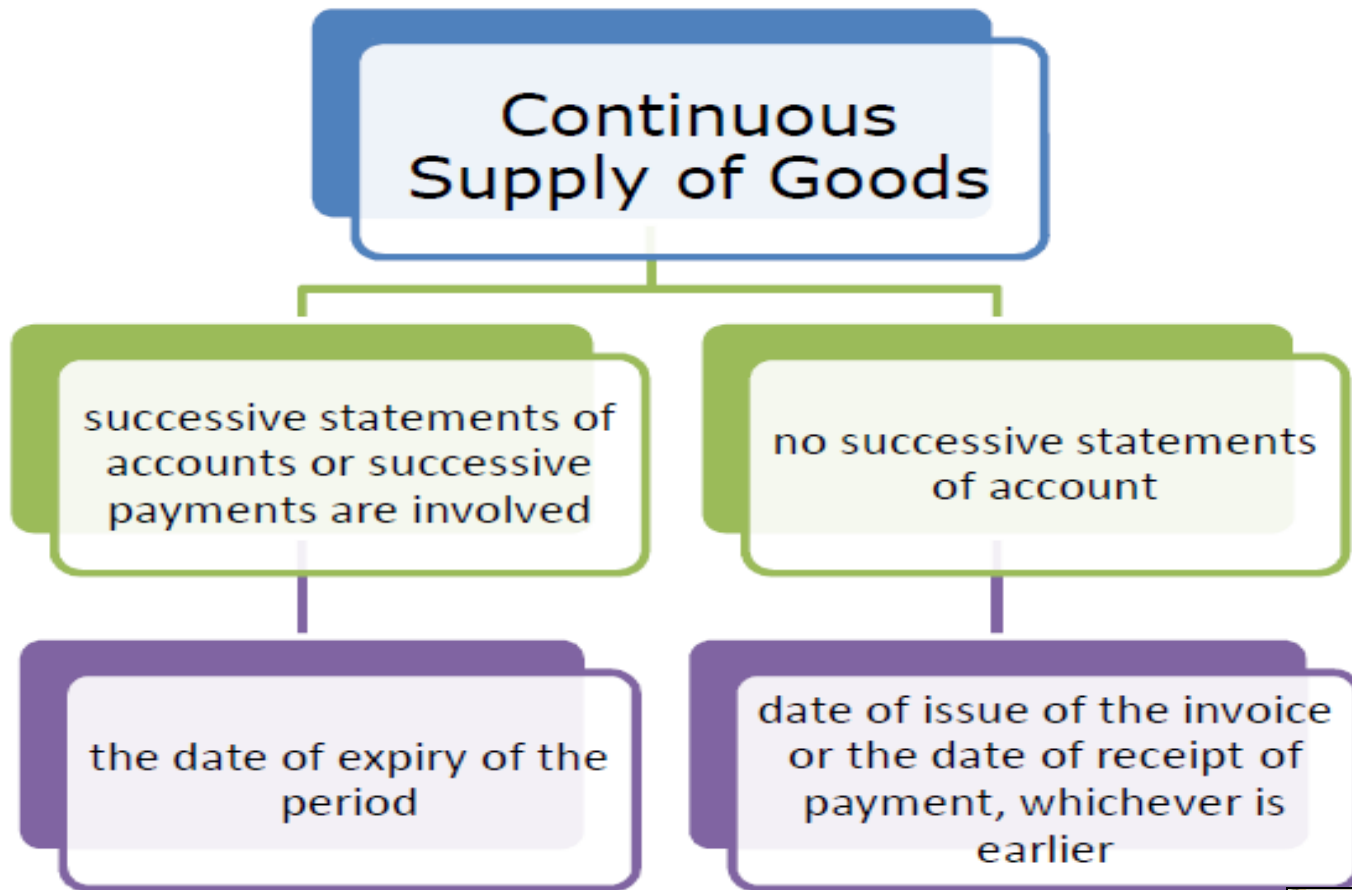 Continuous
Supply of Goods
successive statements of
accounts or successive
payments are involved
no successive statements
of account
the date of expiry of the
period
date of issue of the invoice
or the date of receipt of
payment, whichever is
earlier